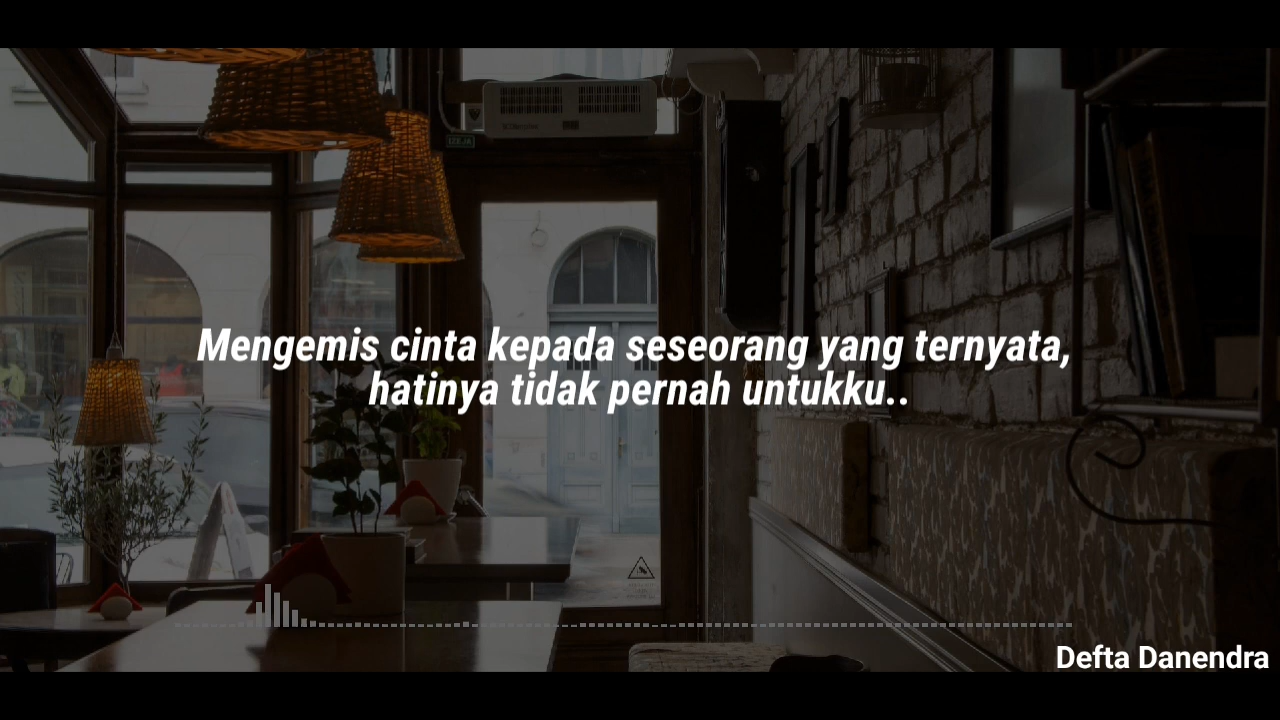 Mengemis cinta kepada seseorang yang ternyata,
hatinya tidak pernah untukku..
Defta Danendra